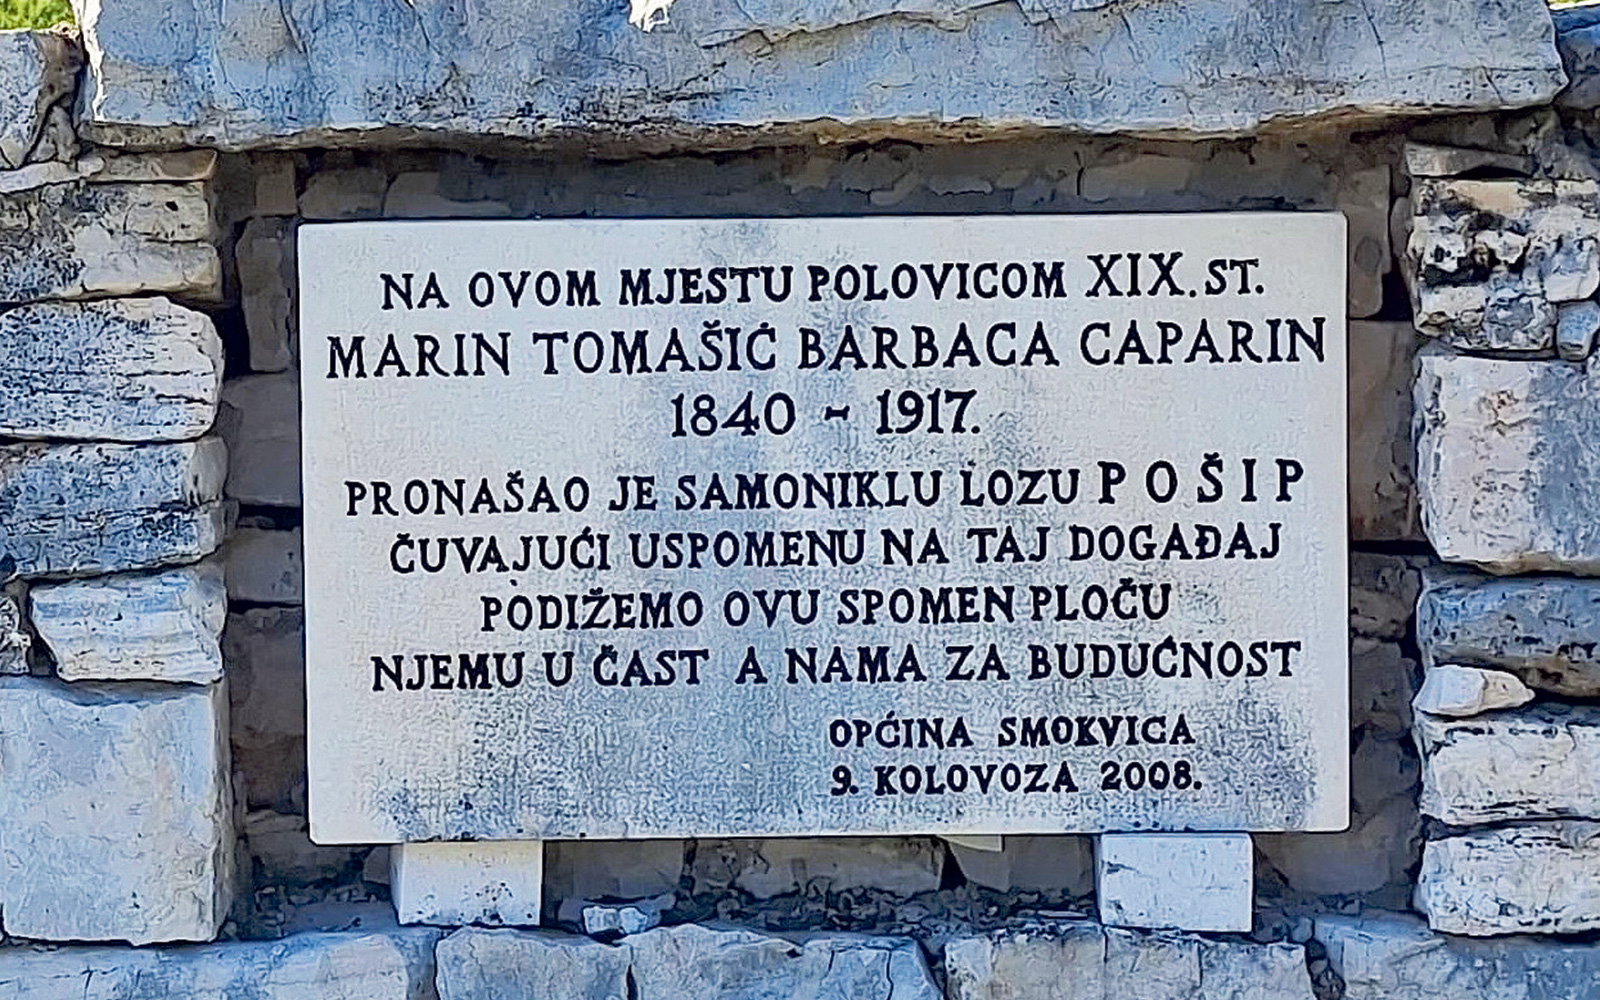 NA OVOM MJESTU POLOVICOM XIX. ST.
MARIN TOMAŠIĆ BARBACA CAPARIN
1840 - 1917.
PRONAŠAO JE SAMONIKLU LOZU POŠIP
ČUVAJUĆI USPOMENU NA TAJ DOGAĐAJ
PODIŽEMO OVU SPOMEN PLOČU
NJEMU U ČAST A NAMA ZA BUDUĆNOST
OPĆINA SMOKVICA
9. KOLOVOZA 2008.